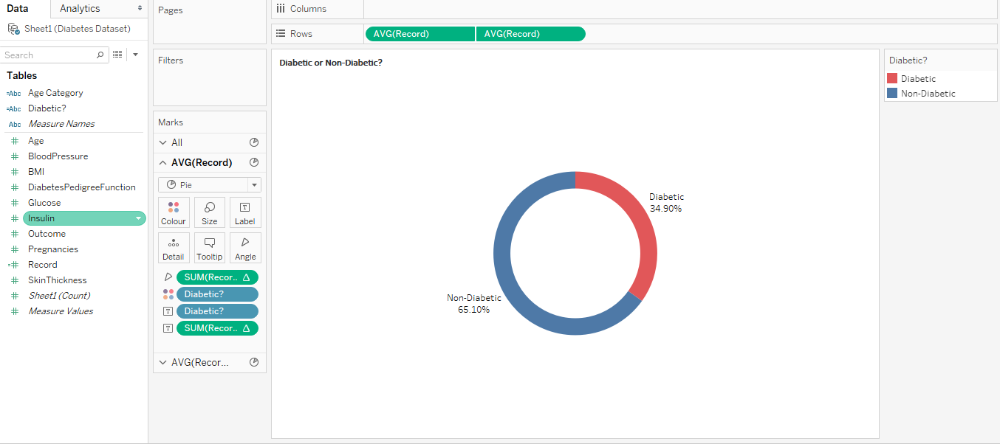 Data
Analytics
Sheet1 (Diabetes Dataset)
Search
Tables
=Abc Age Category
=Abc Diabetic?
Abc Measure Names
# Age
# BloodPressure
# BMI
# DiabetesPedigreeFunction
# Glucose
# Insulin
# Outcome
# Pregnancies
=# Record
# SkinThickness
# Sheet1 (Count)
# Measure Values
Pages
Filters
Marks
All
AVG(Record)
Pie
Colour Size T Label
Detail Tooltip Angle
SUM(Recor.. Δ
Diabetic?
T Diabetic?
T SUM(Recor.. Δ
AVG(Recor...
Columns
Rows AVG(Record) AVG(Record)
Diabetic or Non-Diabetic?
Diabetic
34.90%
Non-Diabetic
65.10%
Diabetic?
Diabetic
Non-Diabetic